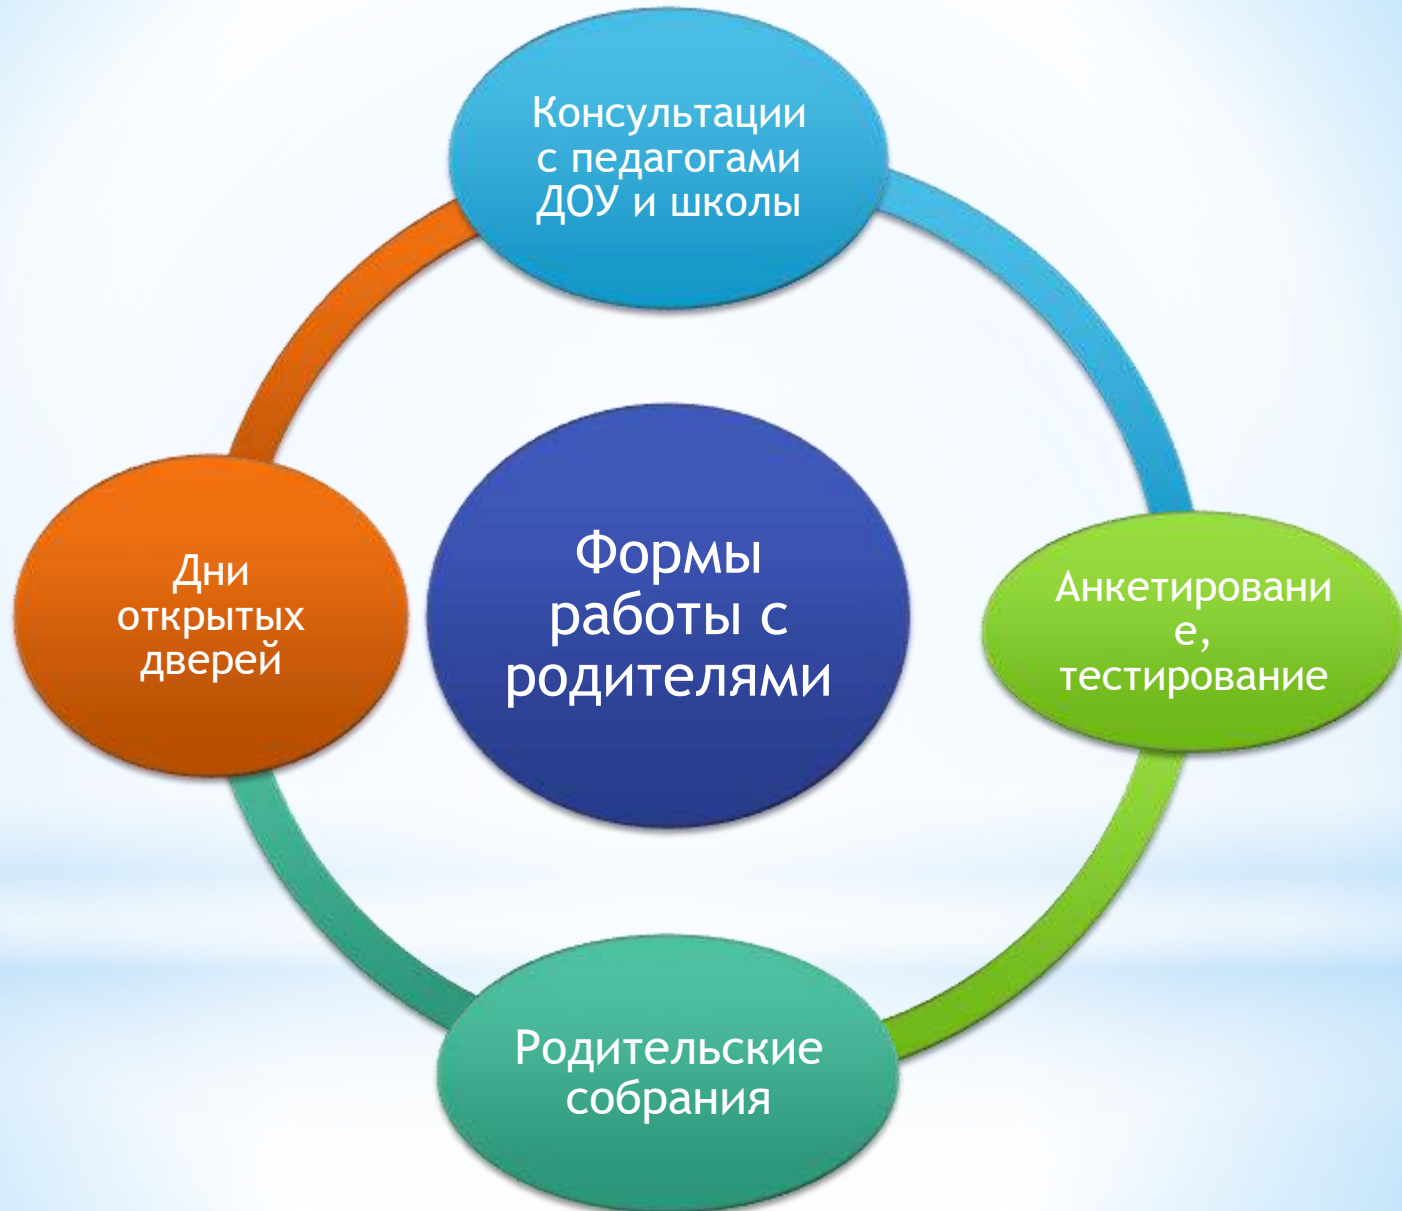 Консультации
с педагогами
ДОУ и школы
Дни
открытых
дверей
Формы
работы с
родителями
Анкетировани
е,
тестирование
Родительские
собрания